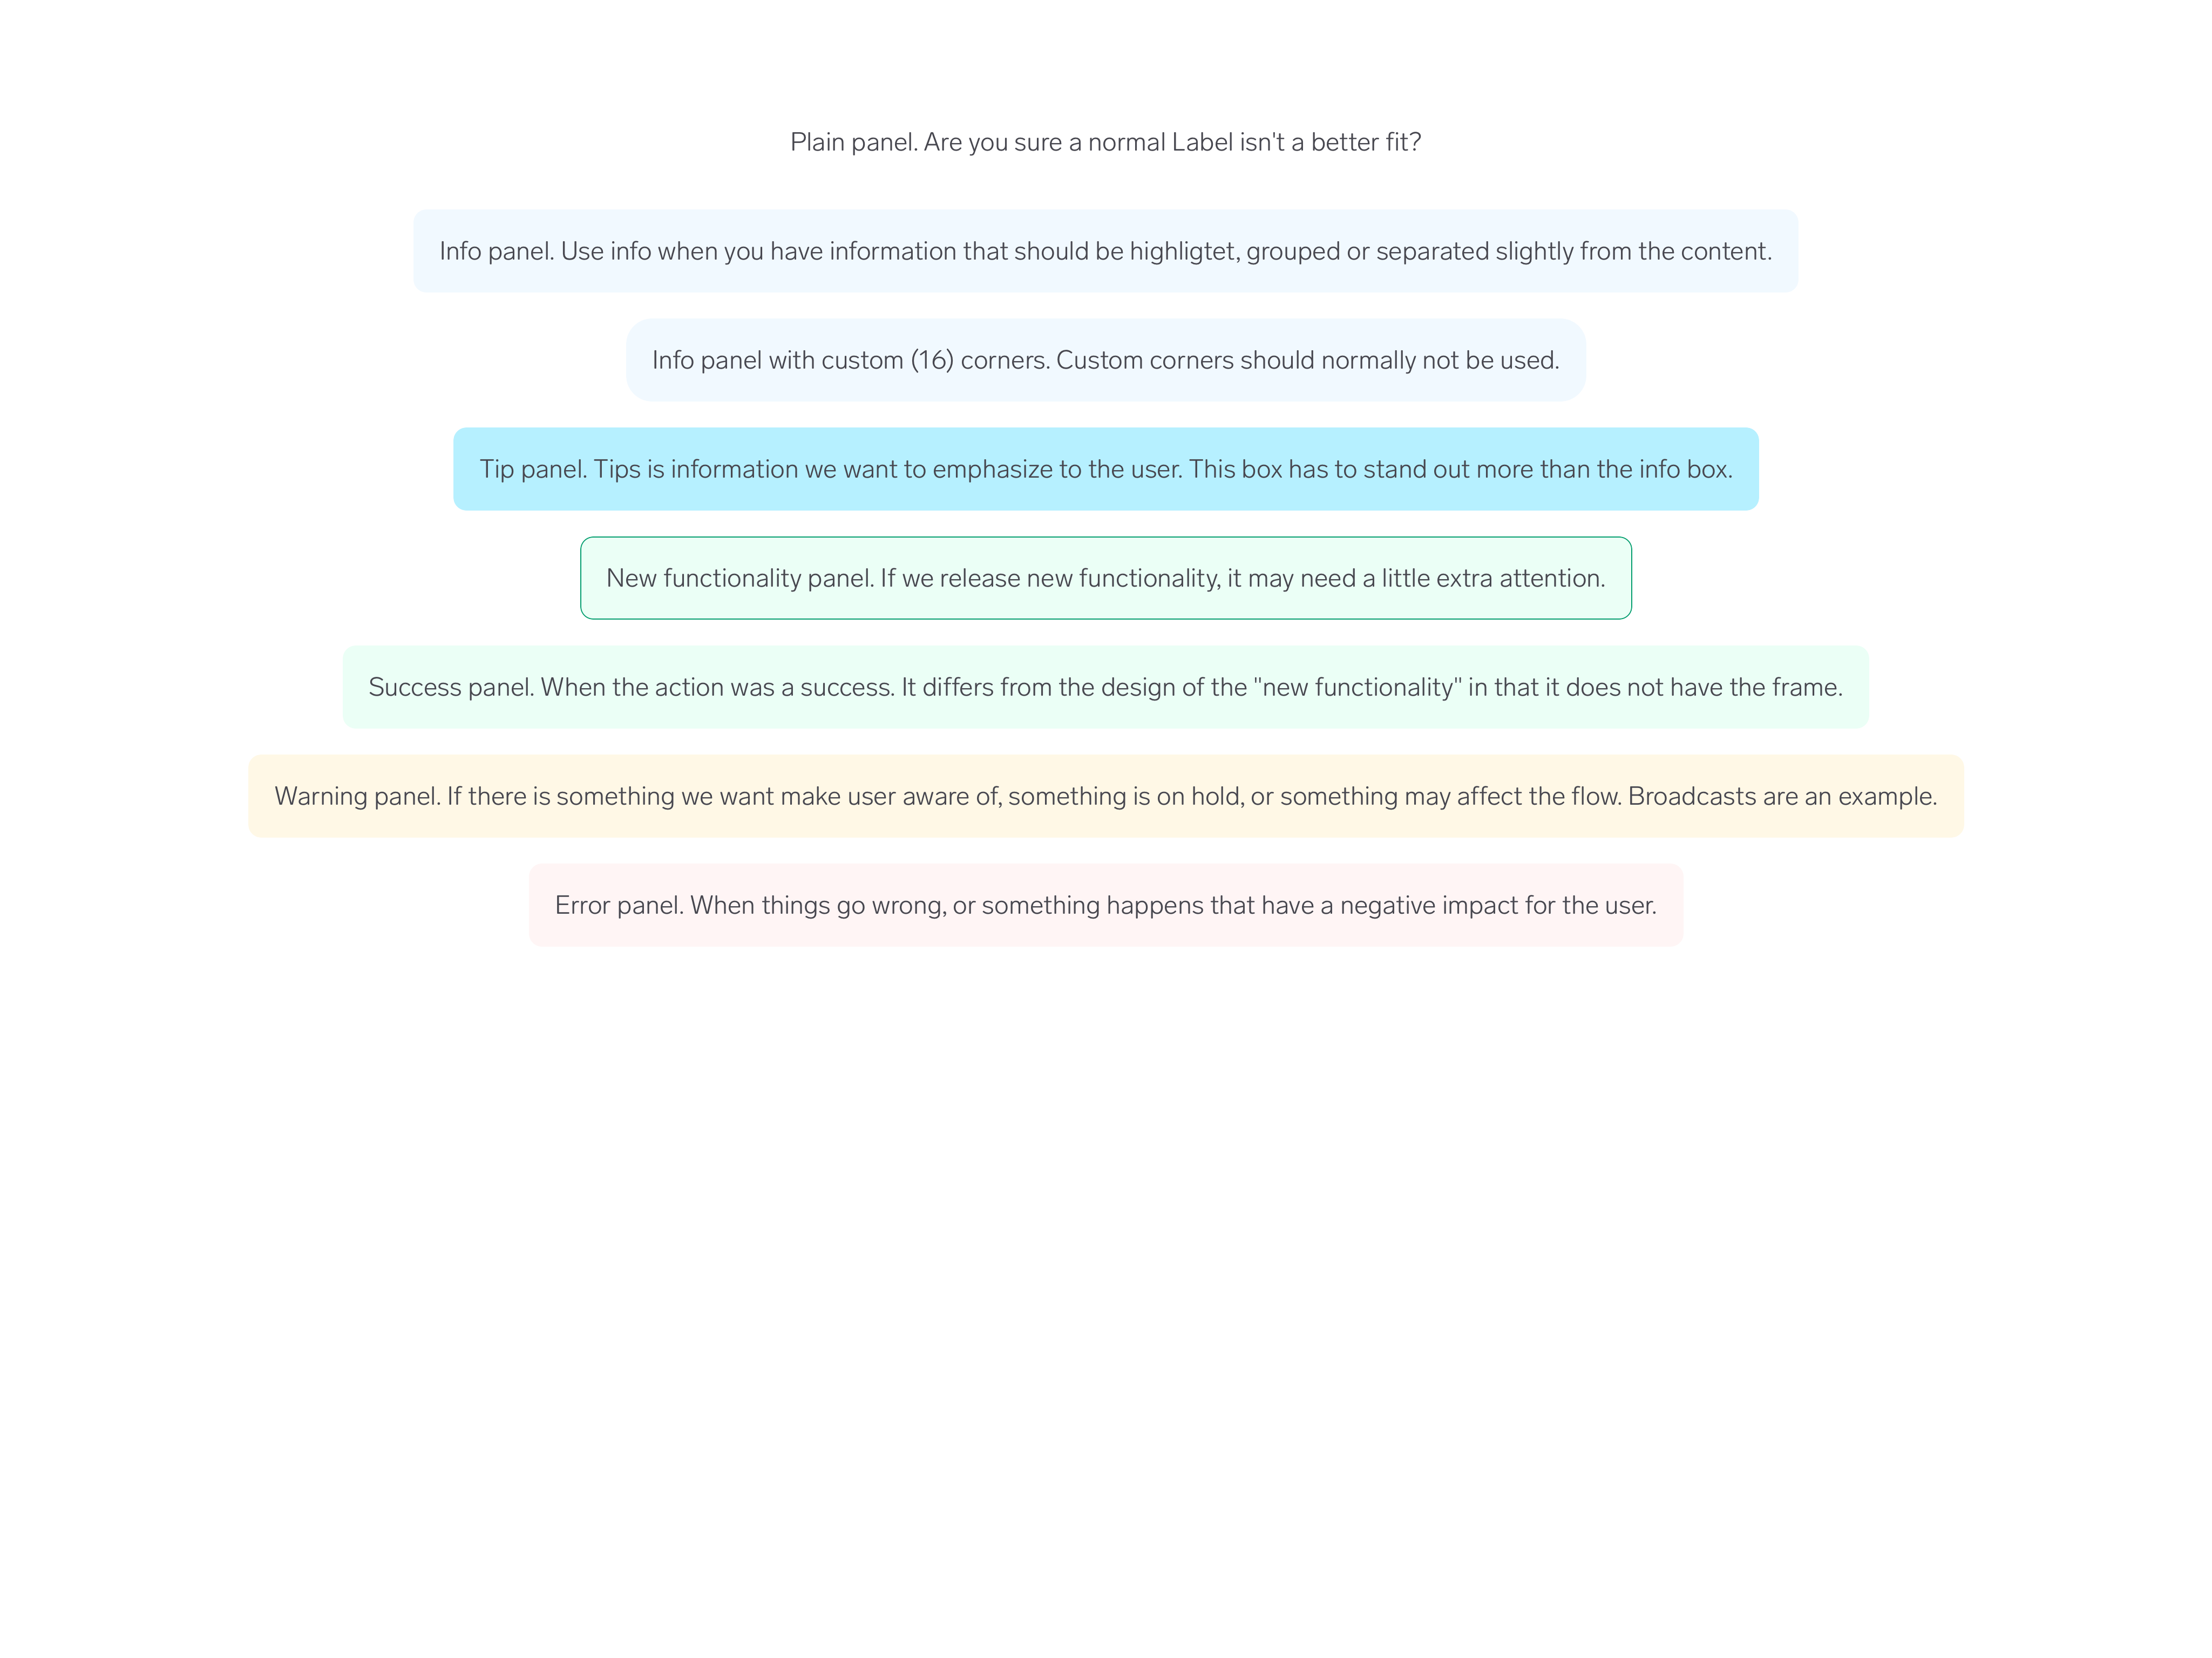 Plain panel. Are you sure a normal Label isn't a better fit?
Info panel. Use info when you have information that should be highligtet, grouped or separated slightly from the content.
Info panel with custom (16) corners. Custom corners should normally not be used.
Tip panel. Tips is information we want to emphasize to the user. This box has to stand out more than the info box.
New functionality panel. If we release new functionality, it may need a little extra attention.
Success panel. When the action was a success. It differs from the design of the "new functionality" in that it does not have the frame.
Warning panel. If there is something we want make user aware of, something is on hold, or something may affect the flow. Broadcasts are an example.
Error panel. When things go wrong, or something happens that have a negative impact for the user.